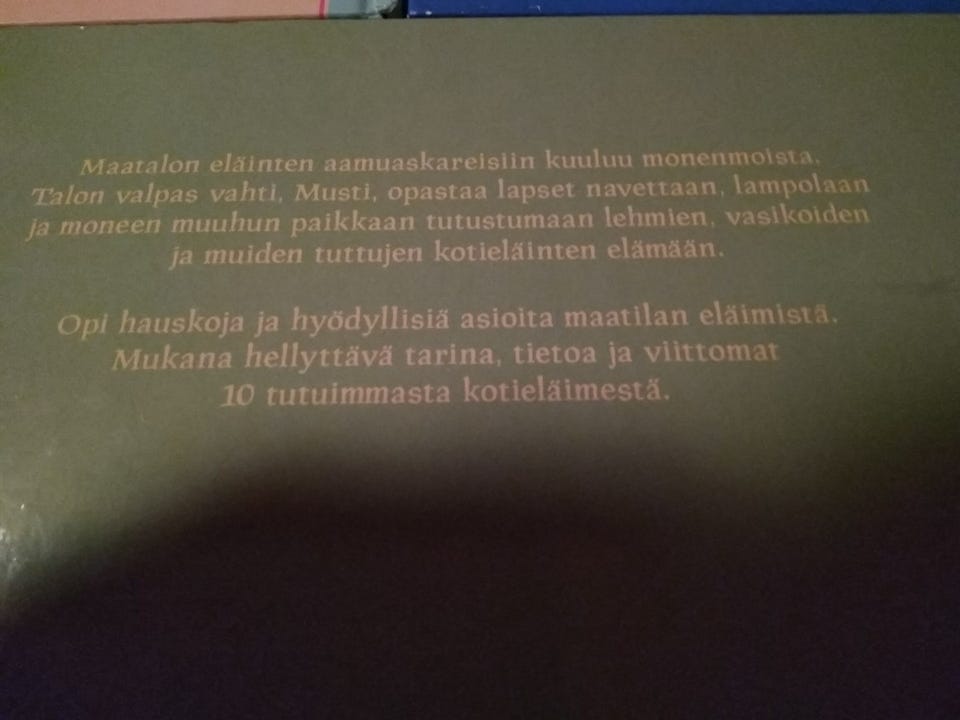 Maatalon eläinten aamuaskareisiin kuuluu monenmoista.
Talon valpas vahti, Musti, opastaa lapset navettaan, lampolaan
ja moneen muuhun paikkaan tutustumaan lehmien, vasikoiden
ja muiden tuttujen kotieläinten elämään.
Opi hauskoja ja hyödyllisiä asioita maatilan eläimistä.
Mukana hellyttävä tarina, tietoa ja viittomat
10 tutuimmasta kotieläimestä.